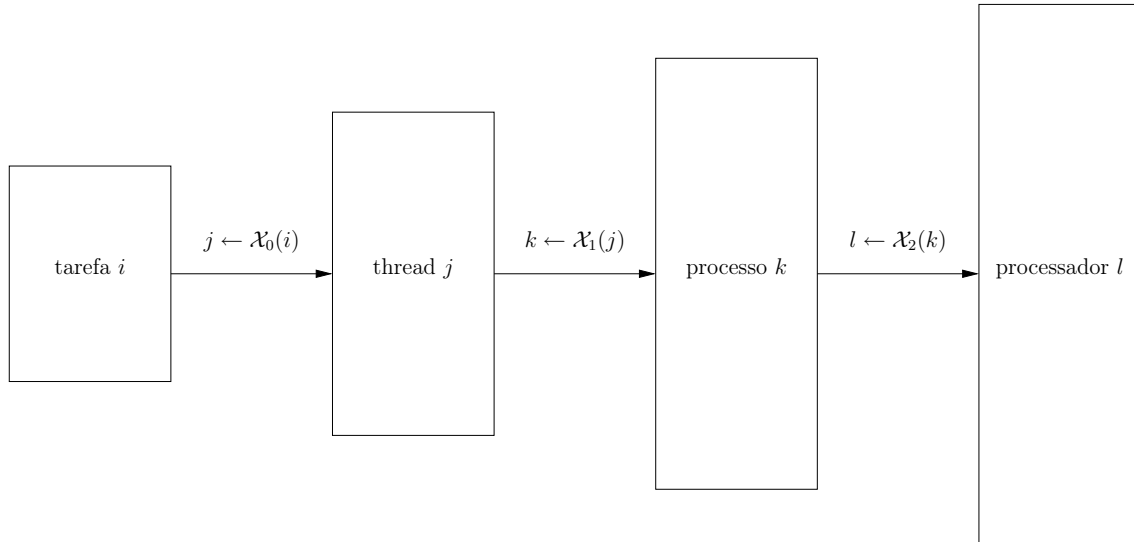 j ← 𝒳₀(i)
k ← 𝒳₁(j)
l ← 𝒳₂(k)
tarefa i
thread j
processo k
processador l